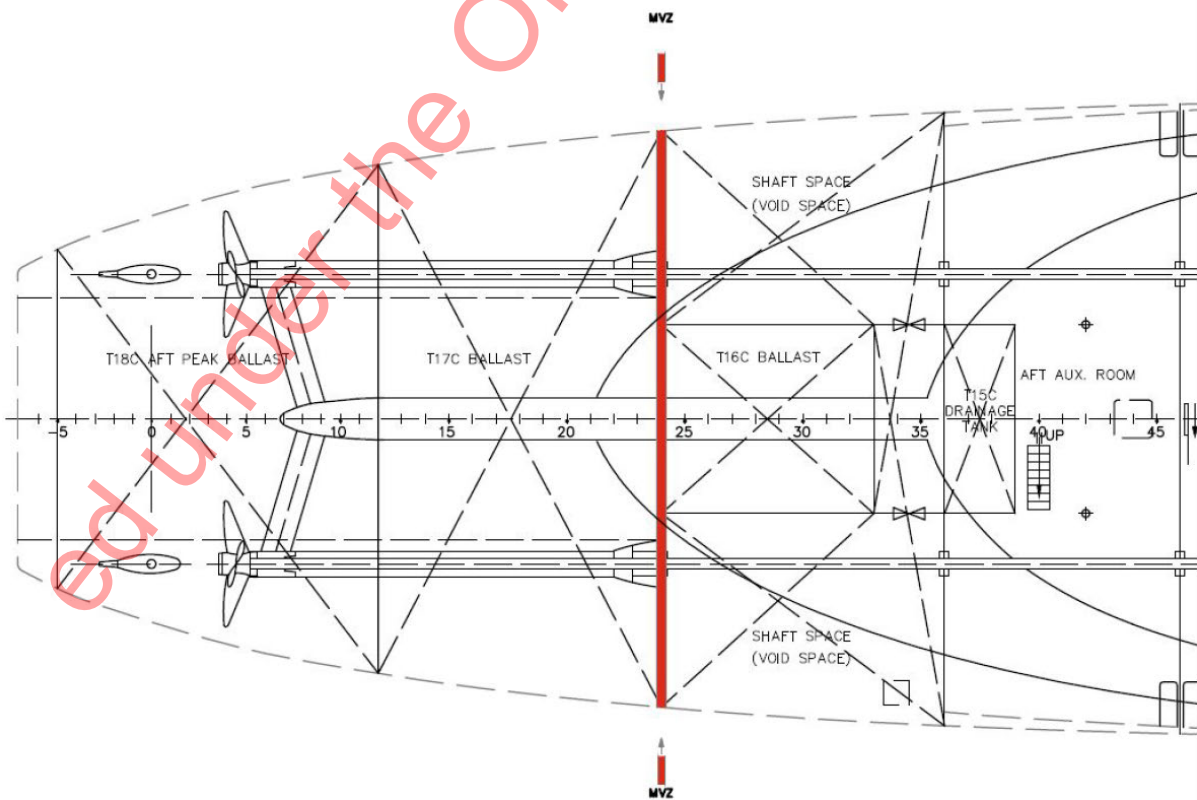 MVZ
SHAFT SPACE
(VOID SPACE)
T18C AFT PEAK BALLAST
T17C BALLAST
T16C BALLAST
AFT AUX. ROOM
T15C
DRAINAGE
TANK
-5 0 5 10 15 20 25 30 35 40 45
UP
SHAFT SPACE
(VOID SPACE)
MVZ
ed under the O